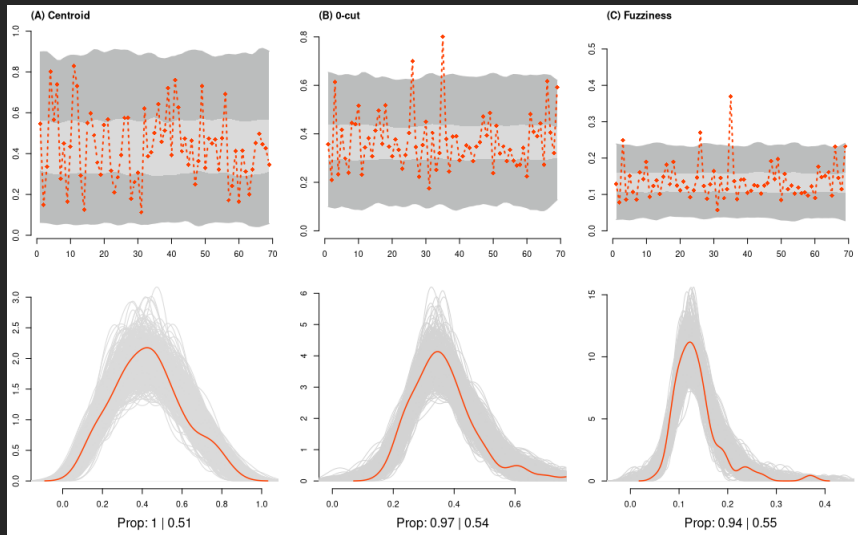 (A) Centroid
1.0
0.8
0.6
0.4
0.2
0.0
0 10 20 30 40 50 60 70
(B) 0-cut
0.8
0.6
0.4
0.2
0.0
0 10 20 30 40 50 60 70
(C) Fuzziness
0.5
0.4
0.3
0.2
0.1
0.0
0 10 20 30 40 50 60 70
3.0
2.5
2.0
1.5
1.0
0.5
0.0
0.0 0.2 0.4 0.6 0.8 1.0
Prop: 1 | 0.51
6
5
4
3
2
1
0
0.0 0.2 0.4 0.6
Prop: 0.97 | 0.54
15
10
5
0
0.0 0.1 0.2 0.3 0.4
Prop: 0.94 | 0.55